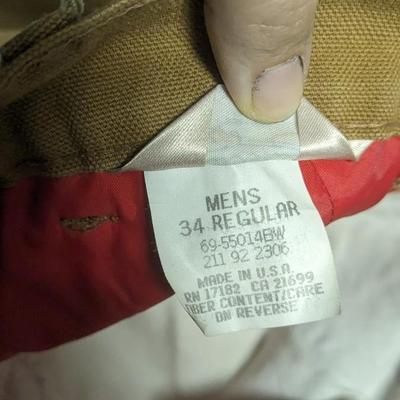 MENS
34 REGULAR
69-55014BW
211 92 2306
MADE IN U.S.A.
RN 17182 CA 21699
FIBER CONTENT/CARE
ON REVERSE